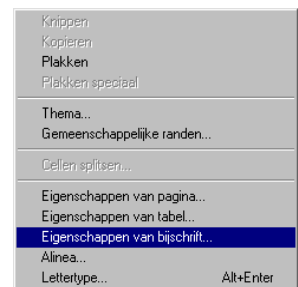 Knippen
Kopiëren
Plakken
Plakken speciaal
Thema...
Gemeenschappelijke randen...
Cellen splitsen...
Eigenschappen van pagina...
Eigenschappen van tabel...
Eigenschappen van bijschrift...
Alinea...
Lettertype... Alt+Enter